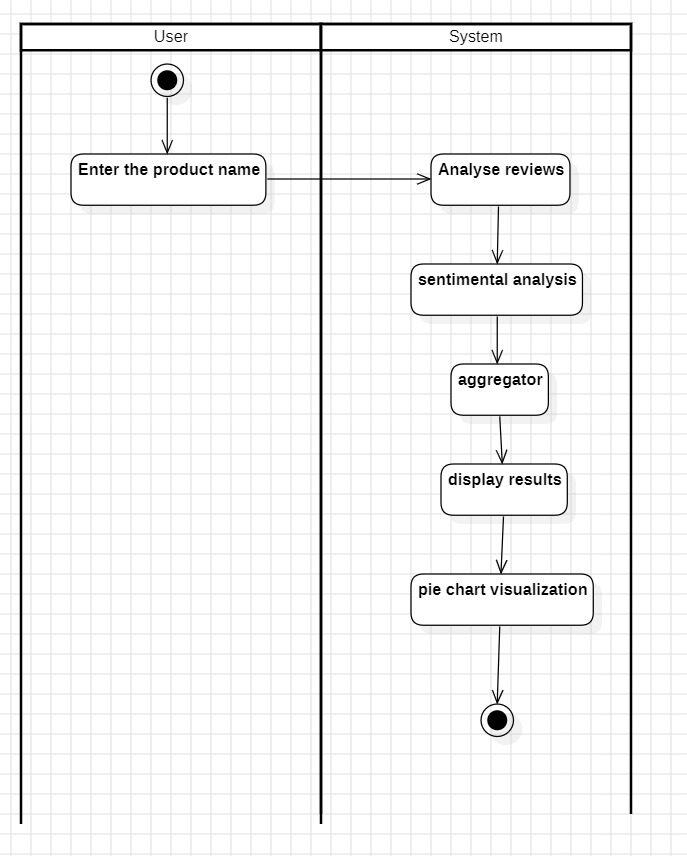 User
System
Enter the product name
Analyse reviews
sentimental analysis
aggregator
display results
pie chart visualization